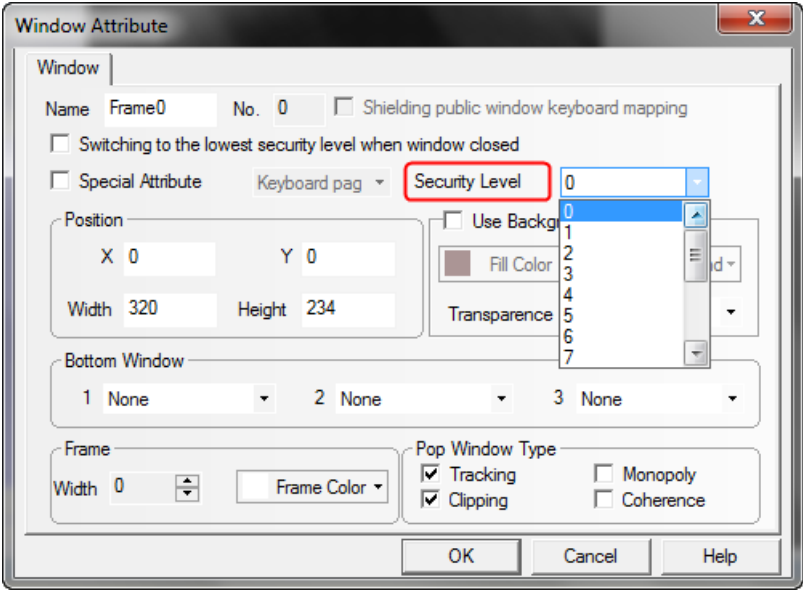 Window Attribute
Window
Name Frame0 No. 0 Shielding public window keyboard mapping
Switching to the lowest security level when window closed
Special Attribute Keyboard pag Security Level 0
Position Use Backg 0
X 0 Y 0 1
2
Fill Color 3 nd
4
Width 320 Height 234 Transparence 5
6
7
Bottom Window
1 None 2 None 3 None
Frame Pop Window Type
Tracking Monopoly
Width 0 Frame Color Clipping Coherence
OK Cancel Help